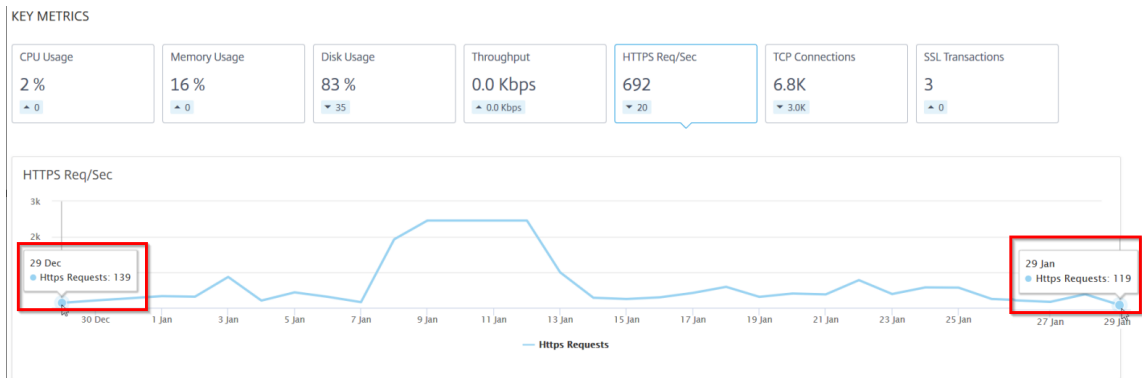 KEY METRICS
CPU Usage
2 %
▲ 0
Memory Usage
16 %
▲ 0
Disk Usage
83 %
▼ 35
Throughput
0.0 Kbps
▲ 0.0 Kbps
HTTPS Req/Sec
692
▼ 20
TCP Connections
6.8K
▼ 3.0K
SSL Transactions
3
▲ 0
HTTPS Req/Sec
3k
2k
29 Dec
Https Requests: 139
29 Jan
Https Requests: 119
30 Dec 1 Jan 3 Jan 5 Jan 7 Jan 9 Jan 11 Jan 13 Jan 15 Jan 17 Jan 19 Jan 21 Jan 23 Jan 25 Jan 27 Jan 29 Jan
Https Requests